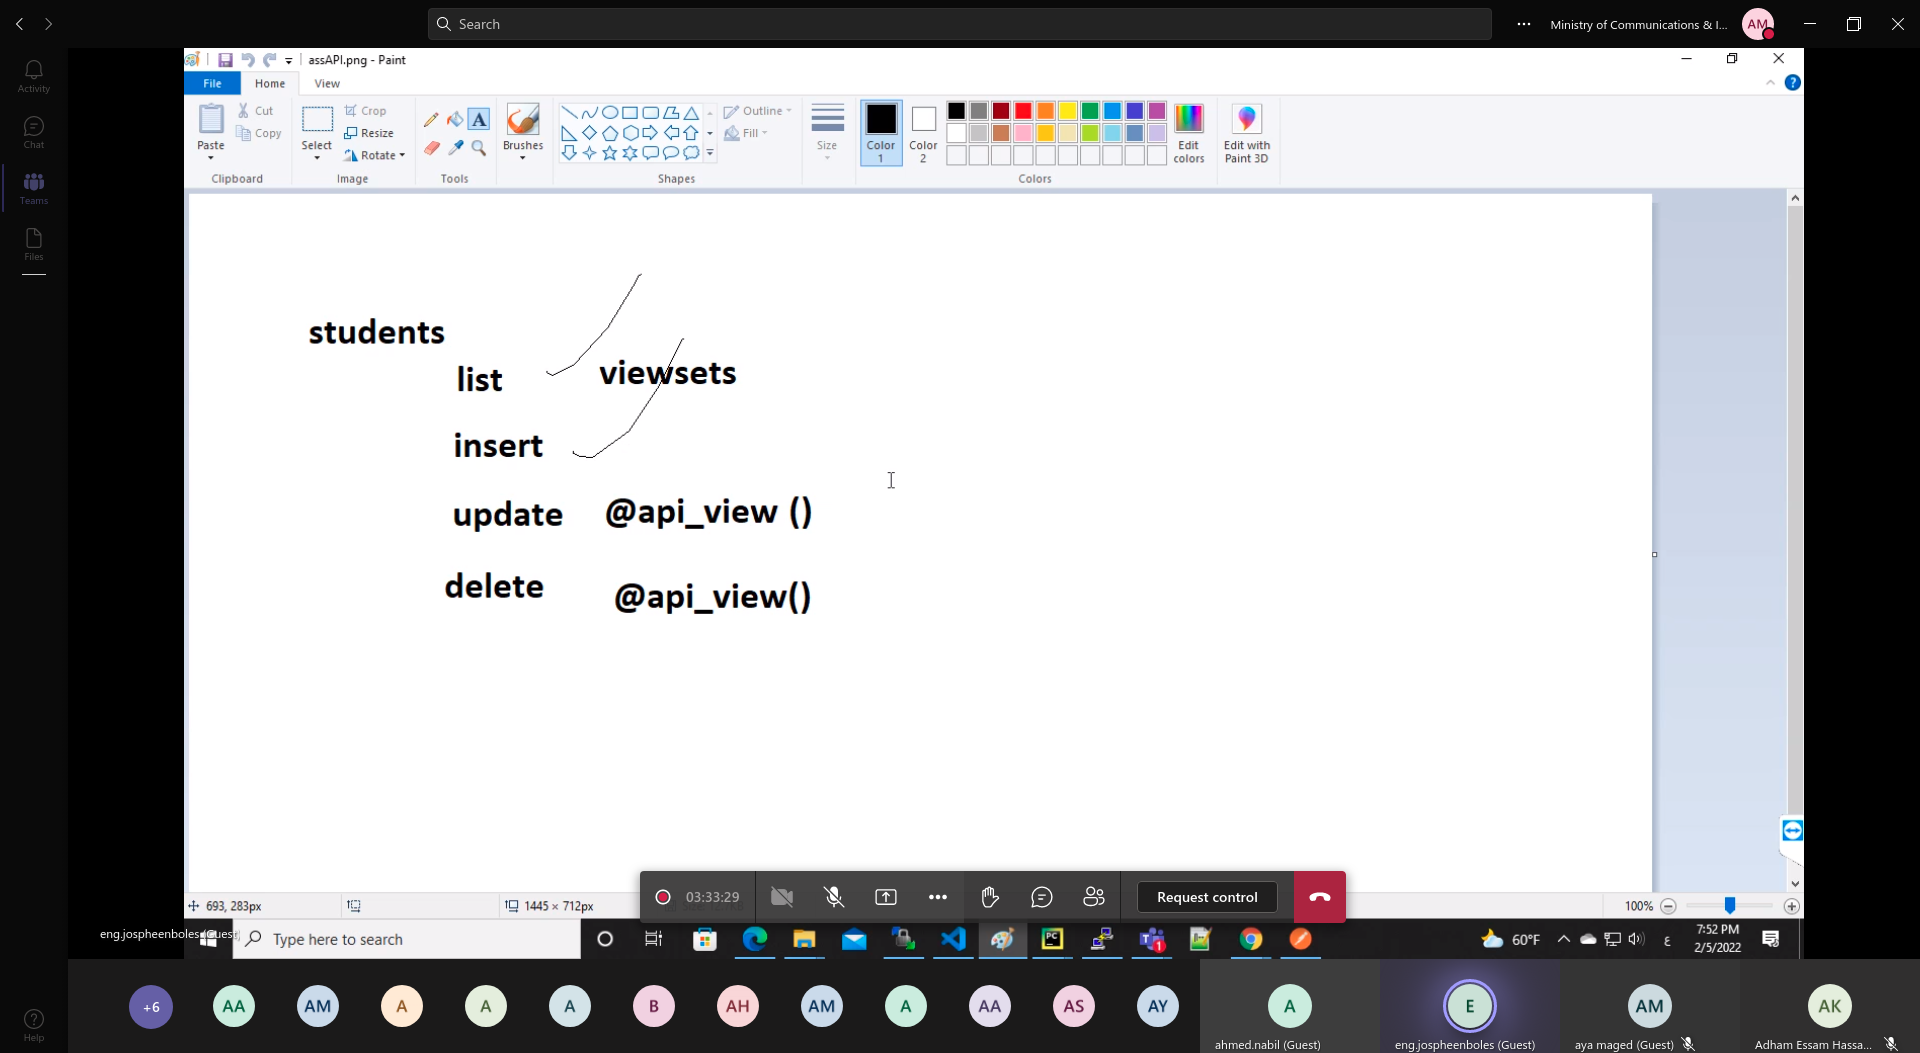 Search
Ministry of Communications & I...
AM
Activity
Chat
Teams
Files
Help
assAPI.png - Paint
File
Home
View
Paste
Cut
Copy
Clipboard
Select
Crop
Resize
Rotate
Image
A
Tools
Brushes
Shapes
Outline
Fill
Size
Color
1
Color
2
Edit
colors
Colors
Edit with
Paint 3D
students
list
viewsets
insert
update
@api_view ()
delete
@api_view()
693, 283px
1445 × 712px
03:33:29
Request control
100%
eng.jospheenboles (Guest)
Type here to search
PC
60°F
ع
7:52 PM
2/5/2022
+6
AA
AM
A
A
A
B
AH
AM
A
AA
AS
AY
A
ahmed.nabil (Guest)
E
eng.jospheenboles (Guest)
AM
aya maged (Guest)
AK
Adham Essam Hassa...